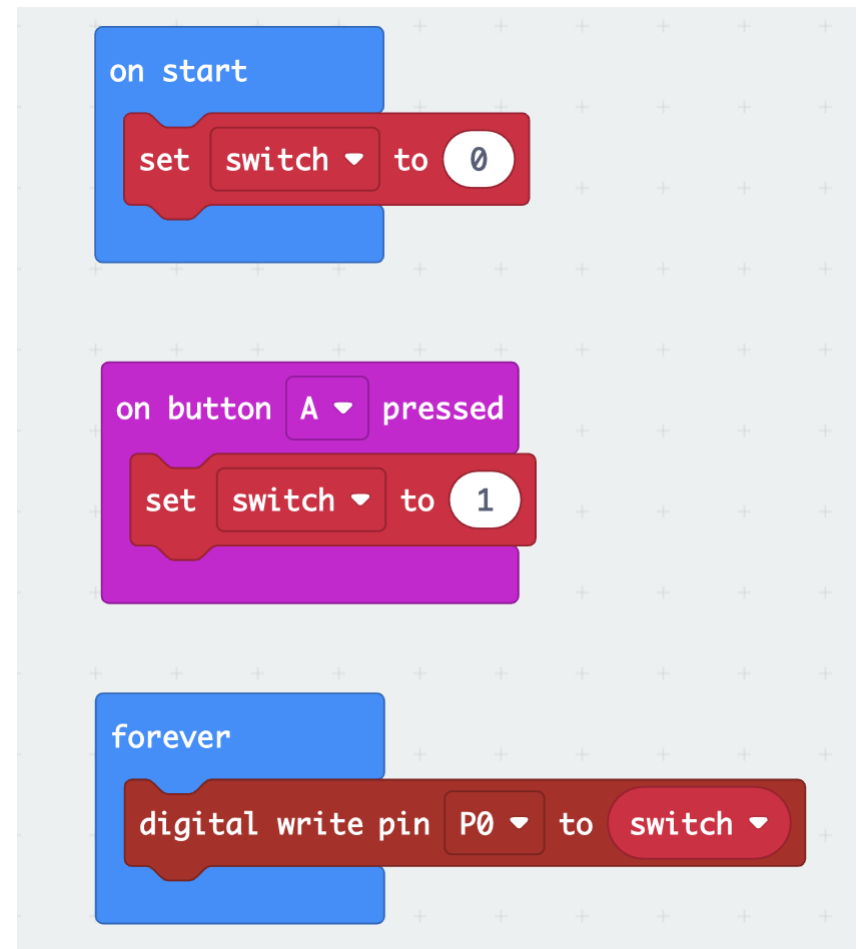 on start
set switch to 0
on button A pressed
set switch to 1
forever
digital write pin P0 to switch